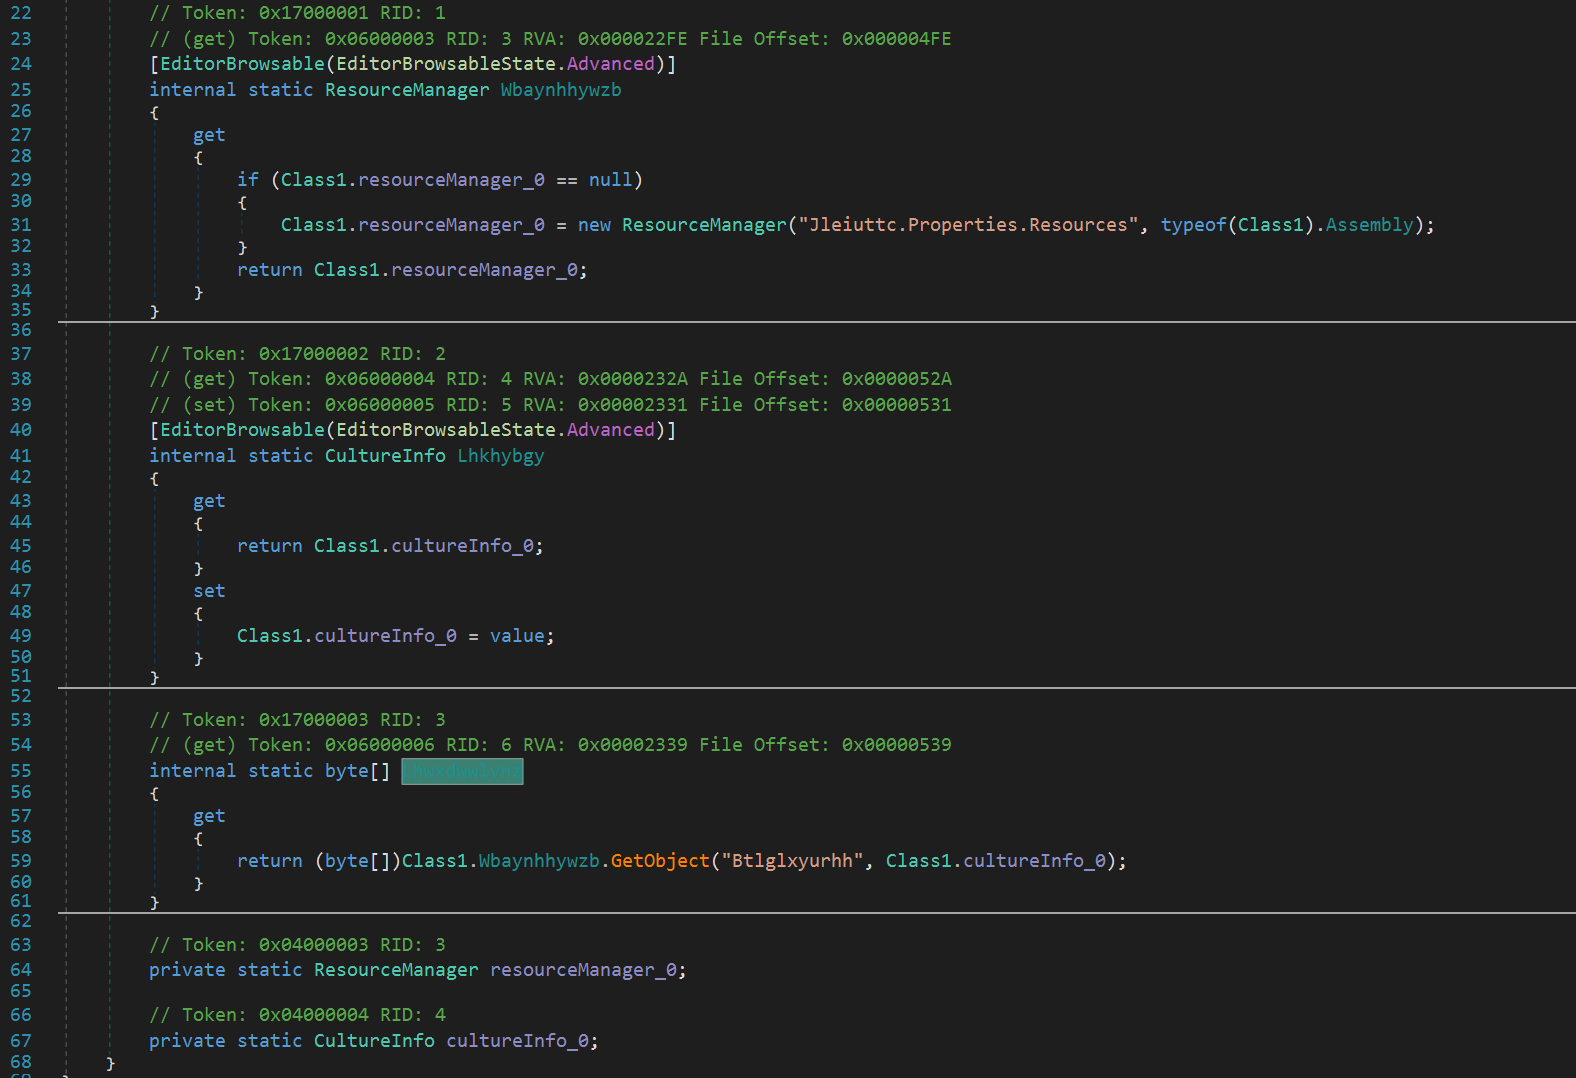 22 // Token: 0x17000001 RID: 1
23 // (get) Token: 0x06000003 RID: 3 RVA: 0x000022FE File Offset: 0x000004FE
24 [EditorBrowsable(EditorBrowsableState.Advanced)]
25 internal static ResourceManager Wbaynhhywzb
26 {
27 get
28 {
29 if (Class1.resourceManager_0 == null)
30 {
31 Class1.resourceManager_0 = new ResourceManager("Jleiuttc.Properties.Resources", typeof(Class1).Assembly);
32 }
33 return Class1.resourceManager_0;
34 }
35 }
36
37 // Token: 0x17000002 RID: 2
38 // (get) Token: 0x06000004 RID: 4 RVA: 0x0000232A File Offset: 0x0000052A
39 // (set) Token: 0x06000005 RID: 5 RVA: 0x00002331 File Offset: 0x00000531
40 [EditorBrowsable(EditorBrowsableState.Advanced)]
41 internal static CultureInfo Lhkhybgy
42 {
43 get
44 {
45 return Class1.cultureInfo_0;
46 }
47 set
48 {
49 Class1.cultureInfo_0 = value;
50 }
51 }
52
53 // Token: 0x17000003 RID: 3
54 // (get) Token: 0x06000006 RID: 6 RVA: 0x00002339 File Offset: 0x00000539
55 internal static byte[]
56 {
57 get
58 {
59 return (byte[])Class1.Wbaynhhywzb.GetObject("Btlglxyurhh", Class1.cultureInfo_0);
60 }
61 }
62
63 // Token: 0x04000003 RID: 3
64 private static ResourceManager resourceManager_0;
65
66 // Token: 0x04000004 RID: 4
67 private static CultureInfo cultureInfo_0;
68 }